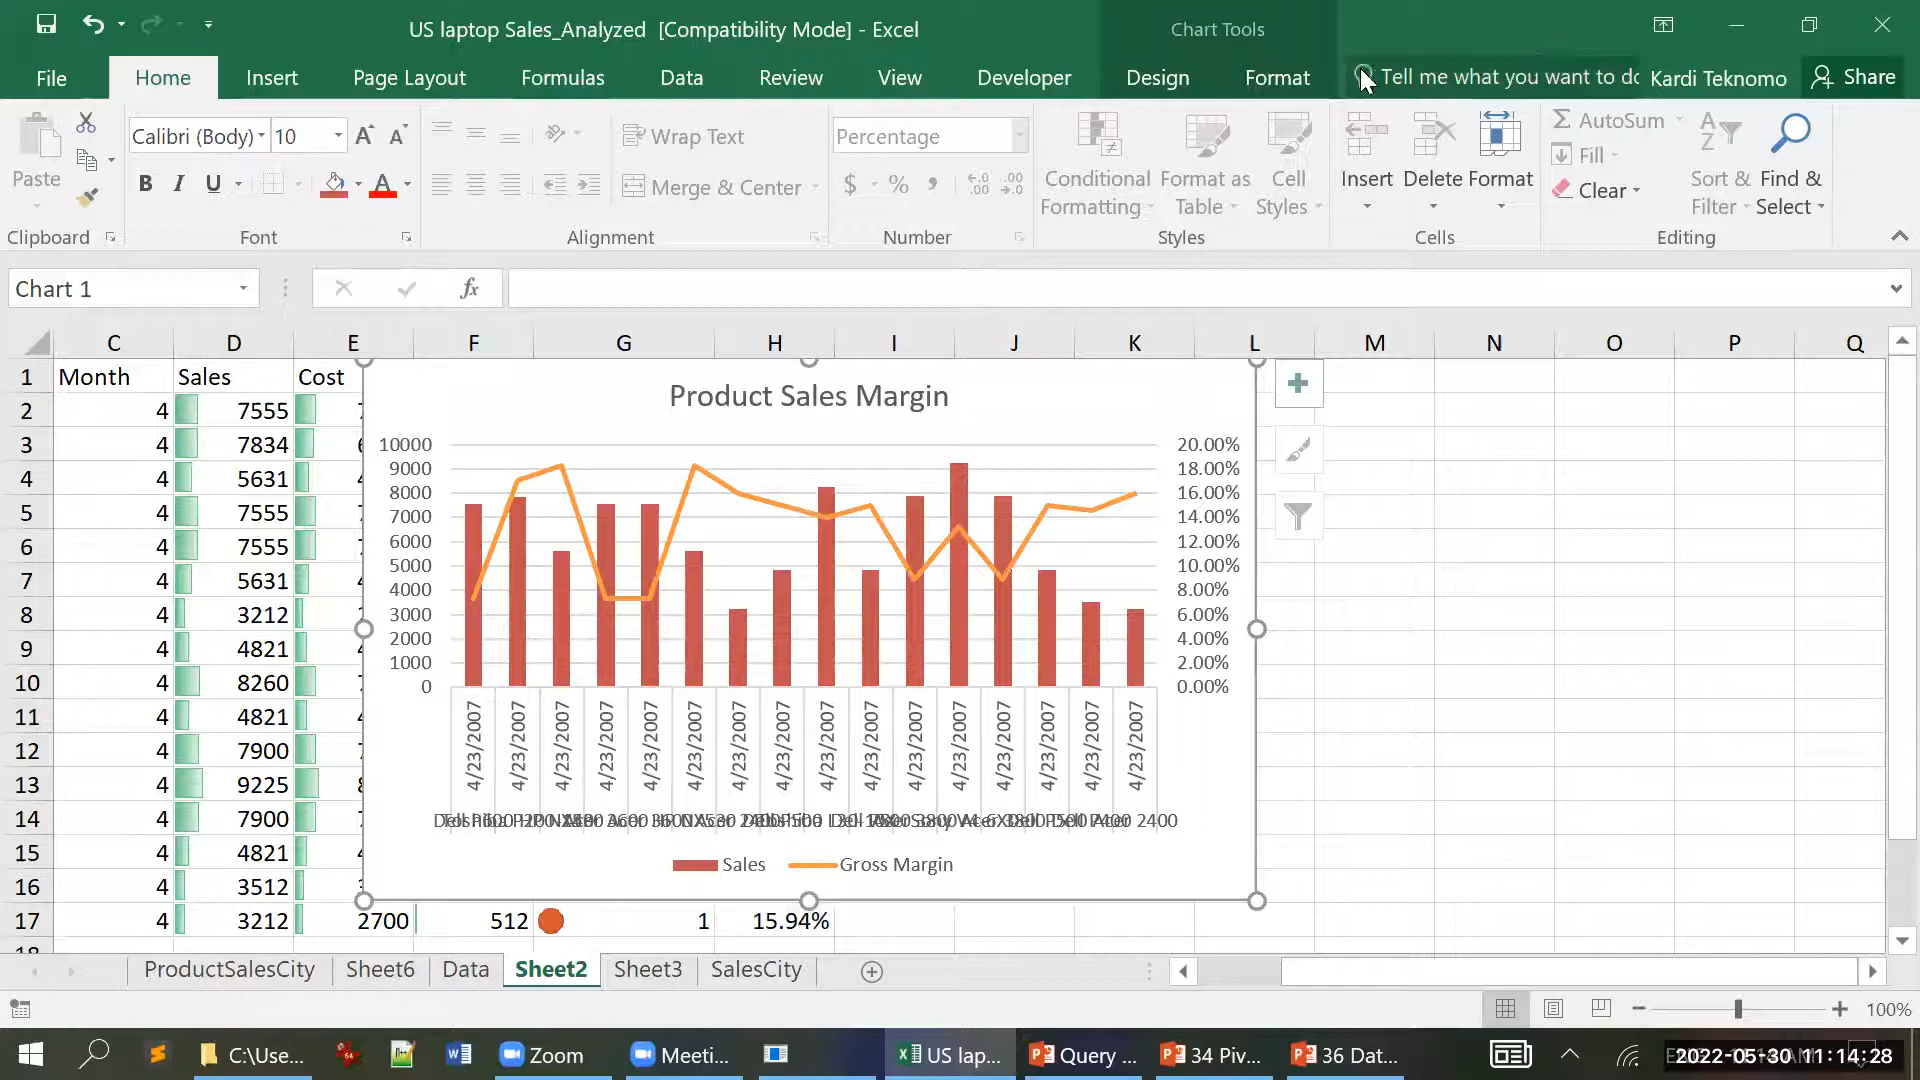 US laptop Sales_Analyzed [Compatibility Mode] - Excel
Chart Tools
File Home Insert Page Layout Formulas Data Review View Developer Design Format Tell me what you want to do Kardi Teknomo Share
Paste
Clipboard
Calibri (Body) 10
B I U
Font
Wrap Text
Merge & Center
Alignment
Percentage
$ % ,
Number
Conditional Formatting
Format as Table
Cell Styles
Styles
Insert Delete Format
Cells
AutoSum
Fill
Clear
Sort & Filter
Find & Select
Editing
Chart 1
fx
C D E F G H I J K L M N O P Q
1 Month Sales Cost
2 4 7555
3 4 7834
4 4 5631
5 4 7555
6 4 7555
7 4 5631
8 4 3212
9 4 4821
10 4 8260
11 4 4821
12 4 7900
13 4 9225
14 4 7900
15 4 4821
16 4 3512
17 4 3212 2700 512 1 15.94%
18
Product Sales Margin
10000 20.00%
9000 18.00%
8000 16.00%
7000 14.00%
6000 12.00%
5000 10.00%
4000 8.00%
3000 6.00%
2000 4.00%
1000 2.00%
0 0.00%
4/23/2007 4/23/2007 4/23/2007 4/23/2007 4/23/2007 4/23/2007 4/23/2007 4/23/2007 4/23/2007 4/23/2007 4/23/2007 4/23/2007 4/23/2007 4/23/2007 4/23/2007 4/23/2007
2400
Sales Gross Margin
ProductSalesCity Sheet6 Data Sheet2 Sheet3 SalesCity
100%
C:\Use... Zoom Meeti... US lap... Query ... 34 Piv... 36 Dat...
2022-05-30 11:14:28